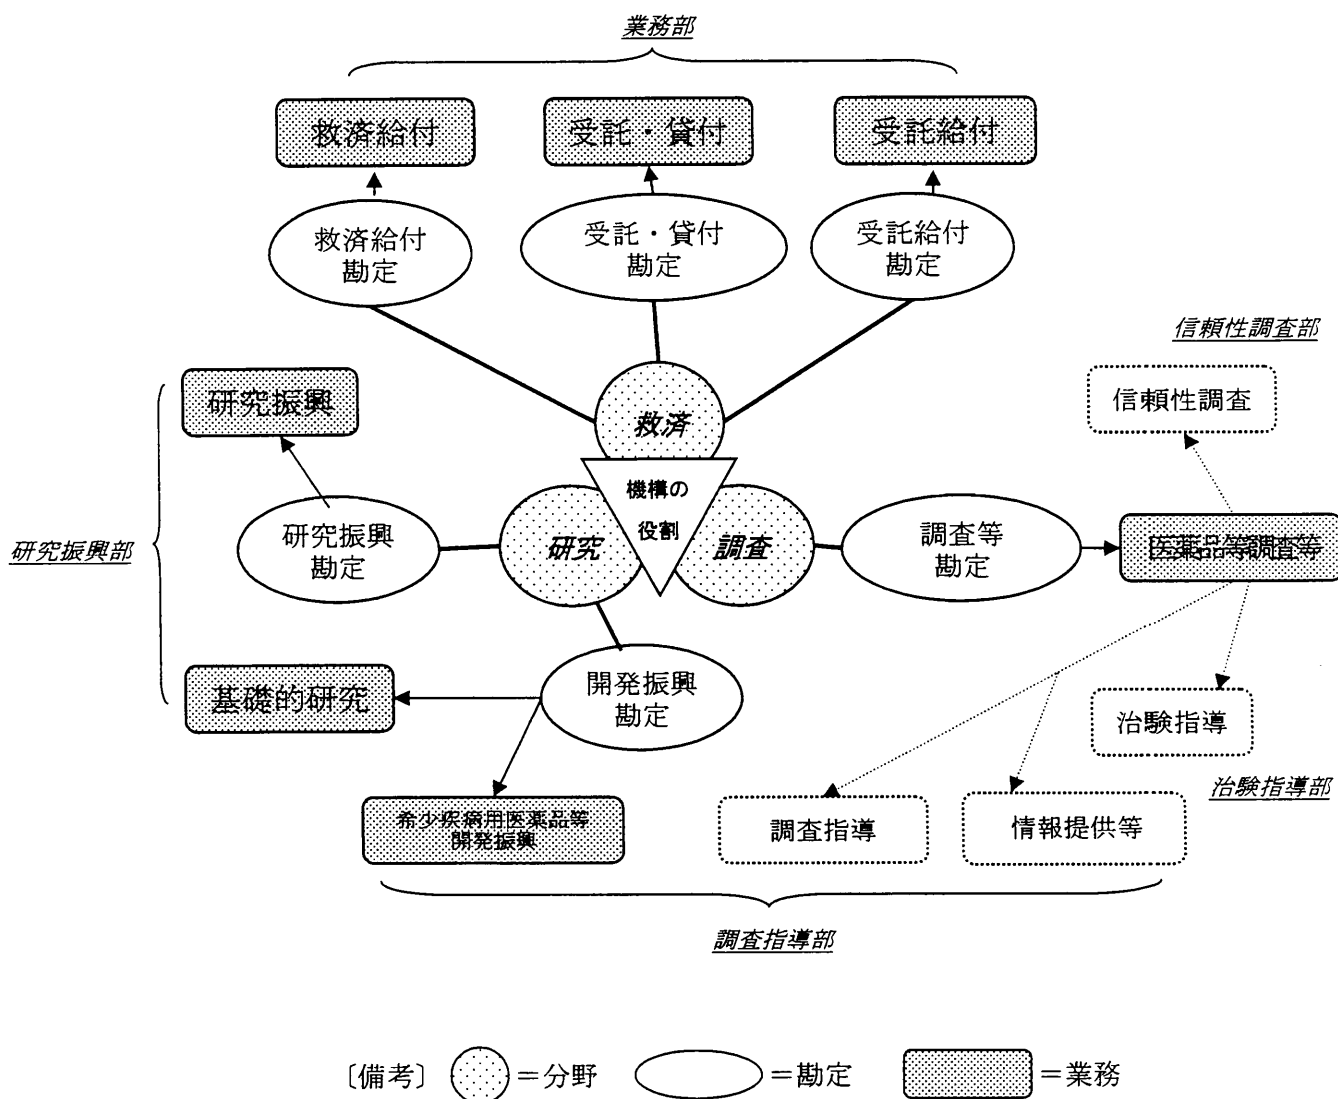 業務部
救済給付
受託・貸付
受託給付
救済給付
勘定
受託・貸付
勘定
受託給付
勘定
信頼性調査部
研究振興
救済
信頼性調査
機構の
役割
研究振興部
研究振興
勘定
研究
調査
調査等
勘定
医薬品等調査等
基礎的研究
開発振興
勘定
治験指導
治験指導部
希少疾病用医薬品等
開発振興
調査指導
情報提供等
調査指導部
〔備考〕 =分野 =勘定 =業務